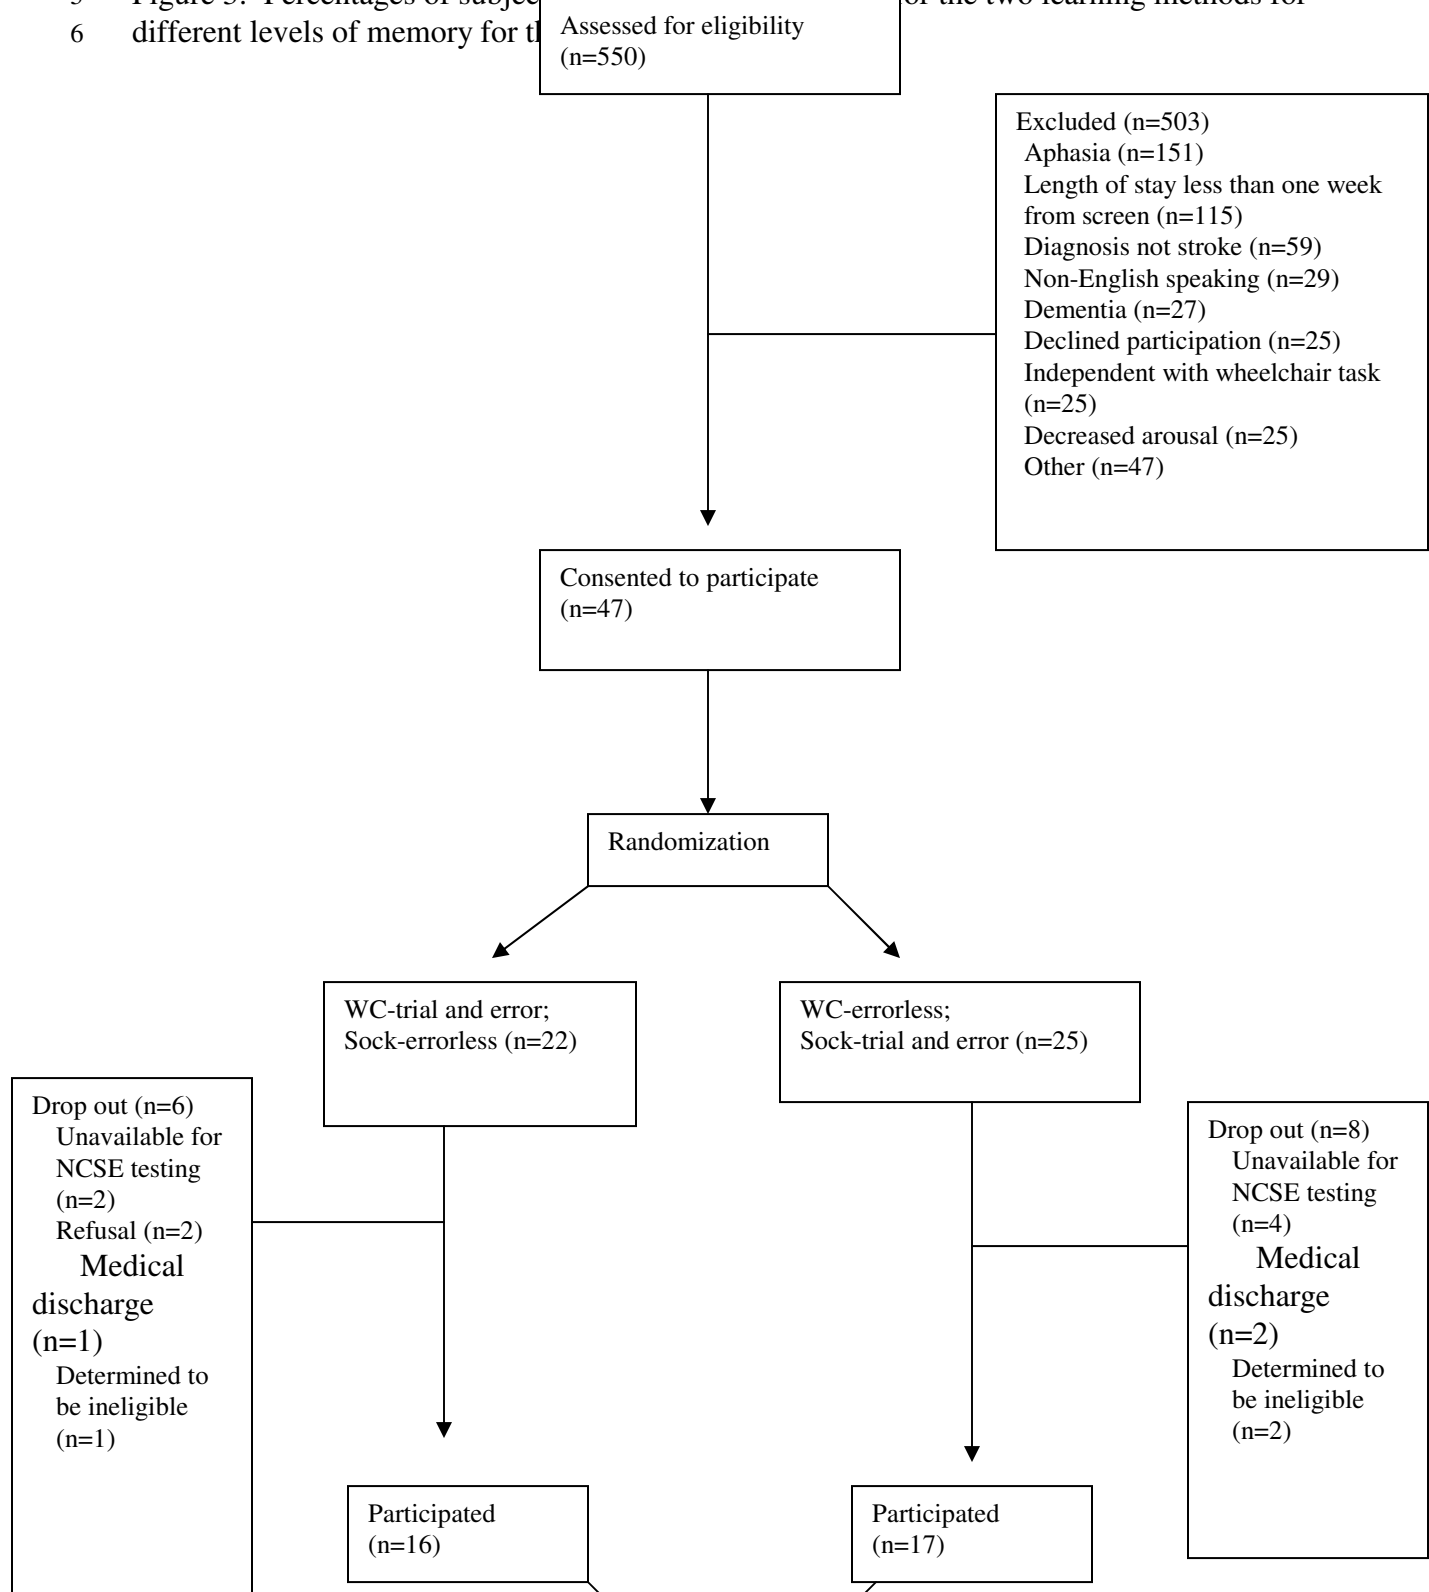 5 Figure 3. Percentages of subjec or the two learning methods for
6 different levels of memory for th
Assessed for eligibility
(n=550)
Excluded (n=503)
Aphasia (n=151)
Length of stay less than one week
from screen (n=115)
Diagnosis not stroke (n=59)
Non-English speaking (n=29)
Dementia (n=27)
Declined participation (n=25)
Independent with wheelchair task
(n=25)
Decreased arousal (n=25)
Other (n=47)
Consented to participate
(n=47)
Randomization
WC-trial and error;
Sock-errorless (n=22)
WC-errorless;
Sock-trial and error (n=25)
Drop out (n=6)
Unavailable for
NCSE testing
(n=2)
Refusal (n=2)
Medical
discharge
(n=1)
Determined to
be ineligible
(n=1)
Drop out (n=8)
Unavailable for
NCSE testing
(n=4)
Medical
discharge
(n=2)
Determined to
be ineligible
(n=2)
Participated
(n=16)
Participated
(n=17)